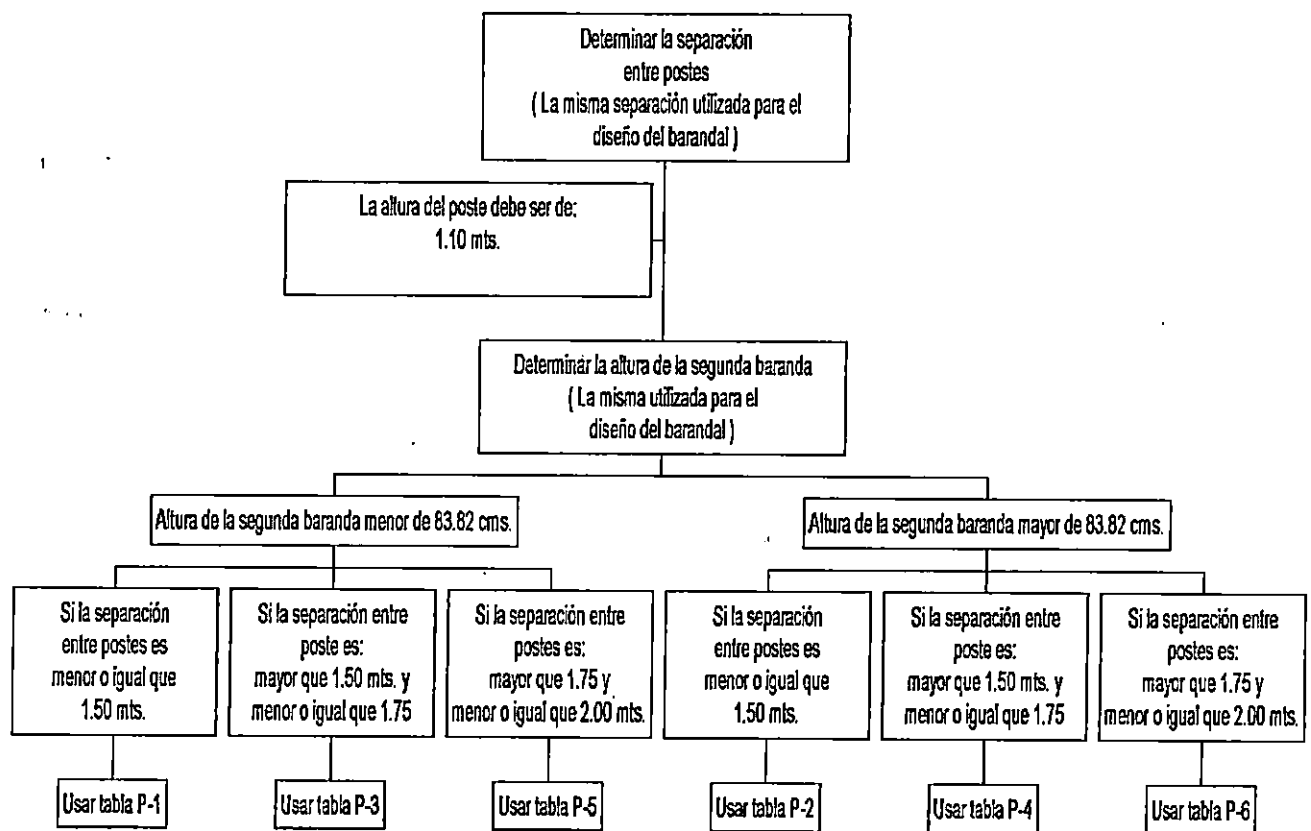 Determinar la separación
entre postes
( La misma separación utilizada para el
diseño del barandal )
La altura del poste debe ser de:
1.10 mts.
Determinar la altura de la segunda baranda
( La misma utilizada para el
diseño del barandal )
Altura de la segunda baranda menor de 83.82 cms.
Altura de la segunda baranda mayor de 83.82 cms.
Si la separación
entre postes es
menor o igual que
1.50 mts.
Si la separación entre
poste es:
mayor que 1.50 mts. y
menor o igual que 1.75
Si la separación entre
postes es:
mayor que 1.75 y
menor o igual que 2.00 mts.
Si la separación
entre postes es
menor o igual que
1.50 mts.
Si la separación entre
poste es:
mayor que 1.50 mts. y
menor o igual que 1.75
Si la separación entre
postes es:
mayor que 1.75 y
menor o igual que 2.00 mts.
Usar tabla P-1
Usar tabla P-3
Usar tabla P-5
Usar tabla P-2
Usar tabla P-4
Usar tabla P-6